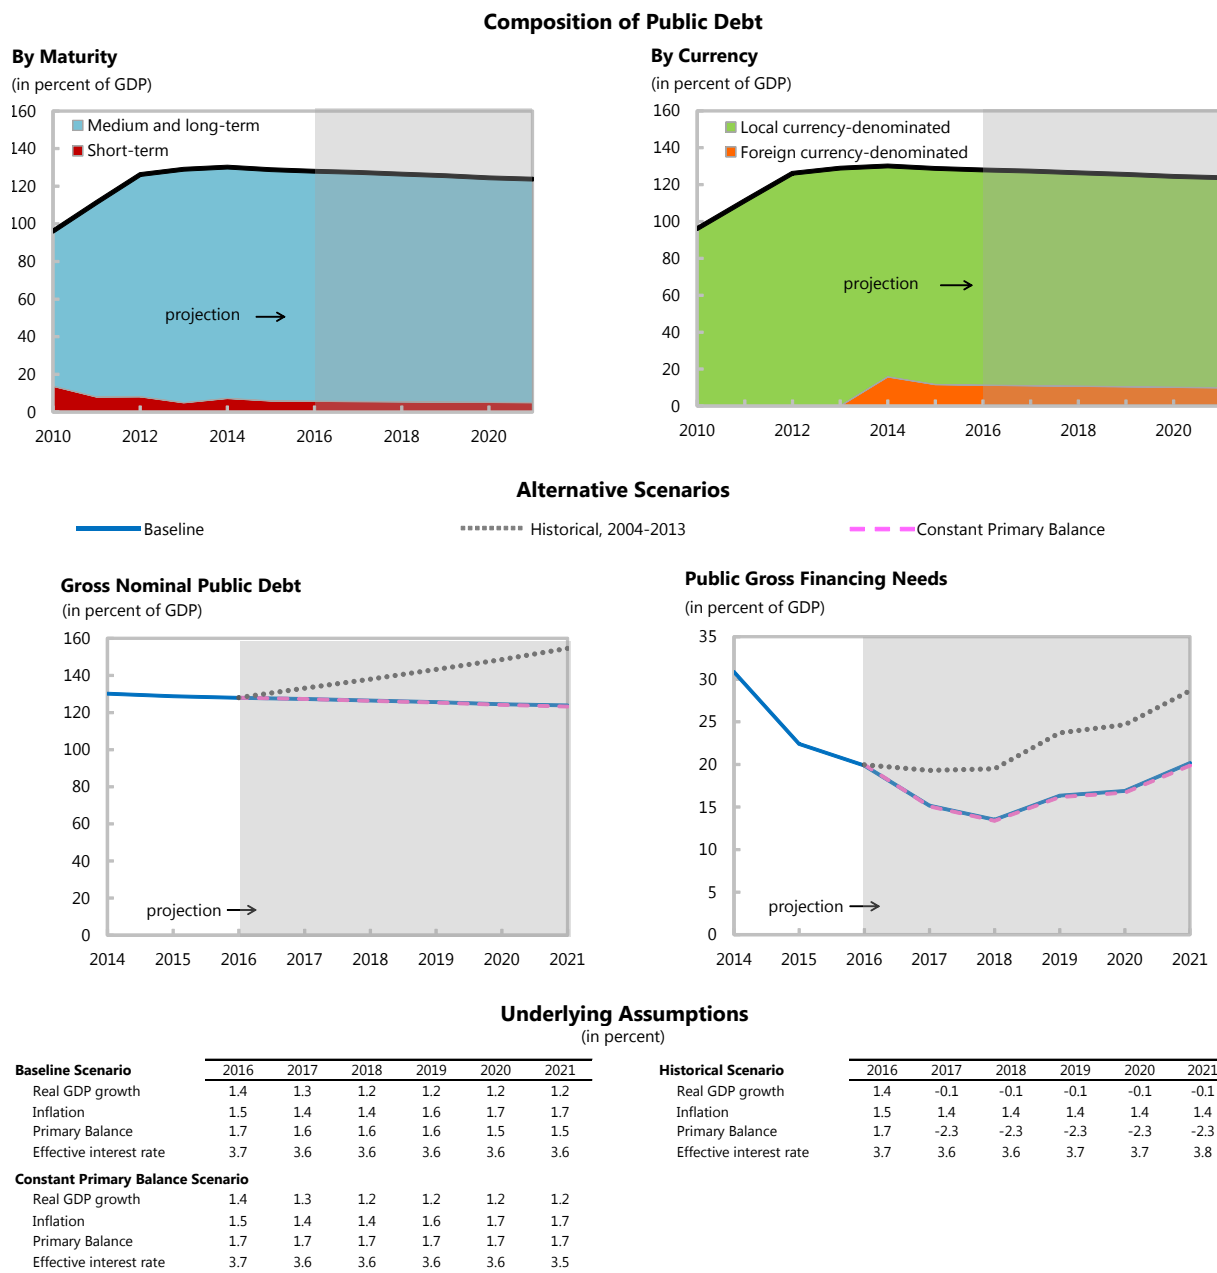 Composition of Public Debt
By Maturity
(in percent of GDP)
160
140
120
100
80
60
40
20
0
Medium and long-term
Short-term
projection
2010 2012 2014 2016 2018 2020
By Currency
(in percent of GDP)
160
140
120
100
80
60
40
20
0
Local currency-denominated
Foreign currency-denominated
projection
2010 2012 2014 2016 2018 2020
Alternative Scenarios
Baseline Historical, 2004-2013 Constant Primary Balance
Gross Nominal Public Debt
(in percent of GDP)
160
140
120
100
80
60
40
20
0
projection
2014 2015 2016 2017 2018 2019 2020 2021
Public Gross Financing Needs
(in percent of GDP)
35
30
25
20
15
10
5
0
projection
2014 2015 2016 2017 2018 2019 2020 2021
Underlying Assumptions
(in percent)
Baseline Scenario 2016 2017 2018 2019 2020 2021
Real GDP growth 1.4 1.3 1.2 1.2 1.2 1.2
Inflation 1.5 1.4 1.4 1.6 1.7 1.7
Primary Balance 1.7 1.6 1.6 1.6 1.5 1.5
Effective interest rate 3.7 3.6 3.6 3.6 3.6 3.6
Constant Primary Balance Scenario
Real GDP growth 1.4 1.3 1.2 1.2 1.2 1.2
Inflation 1.5 1.4 1.4 1.6 1.7 1.7
Primary Balance 1.7 1.7 1.7 1.7 1.7 1.7
Effective interest rate 3.7 3.6 3.6 3.6 3.6 3.5
Historical Scenario 2016 2017 2018 2019 2020 2021
Real GDP growth 1.4 -0.1 -0.1 -0.1 -0.1 -0.1
Inflation 1.5 1.4 1.4 1.4 1.4 1.4
Primary Balance 1.7 -2.3 -2.3 -2.3 -2.3 -2.3
Effective interest rate 3.7 3.6 3.6 3.7 3.7 3.8